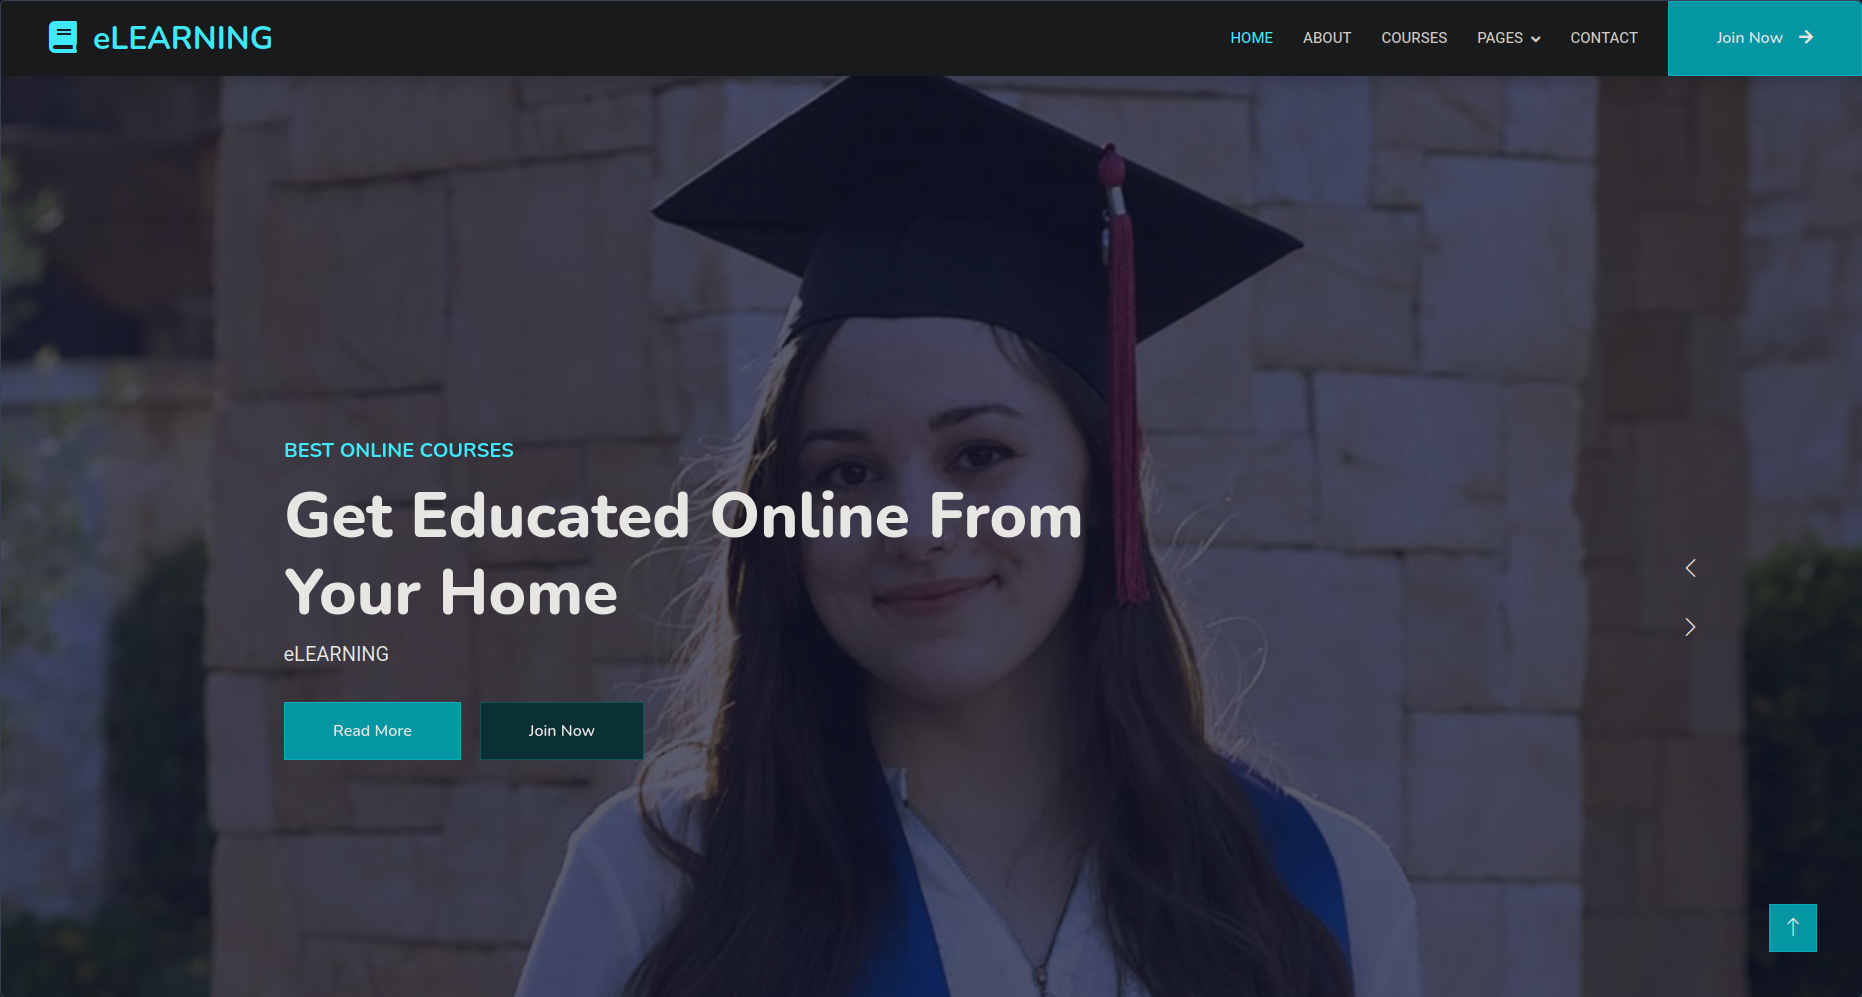 eLEARNING
HOME ABOUT COURSES PAGES CONTACT Join Now
BEST ONLINE COURSES
Get Educated Online From
Your Home
eLEARNING
Read More Join Now